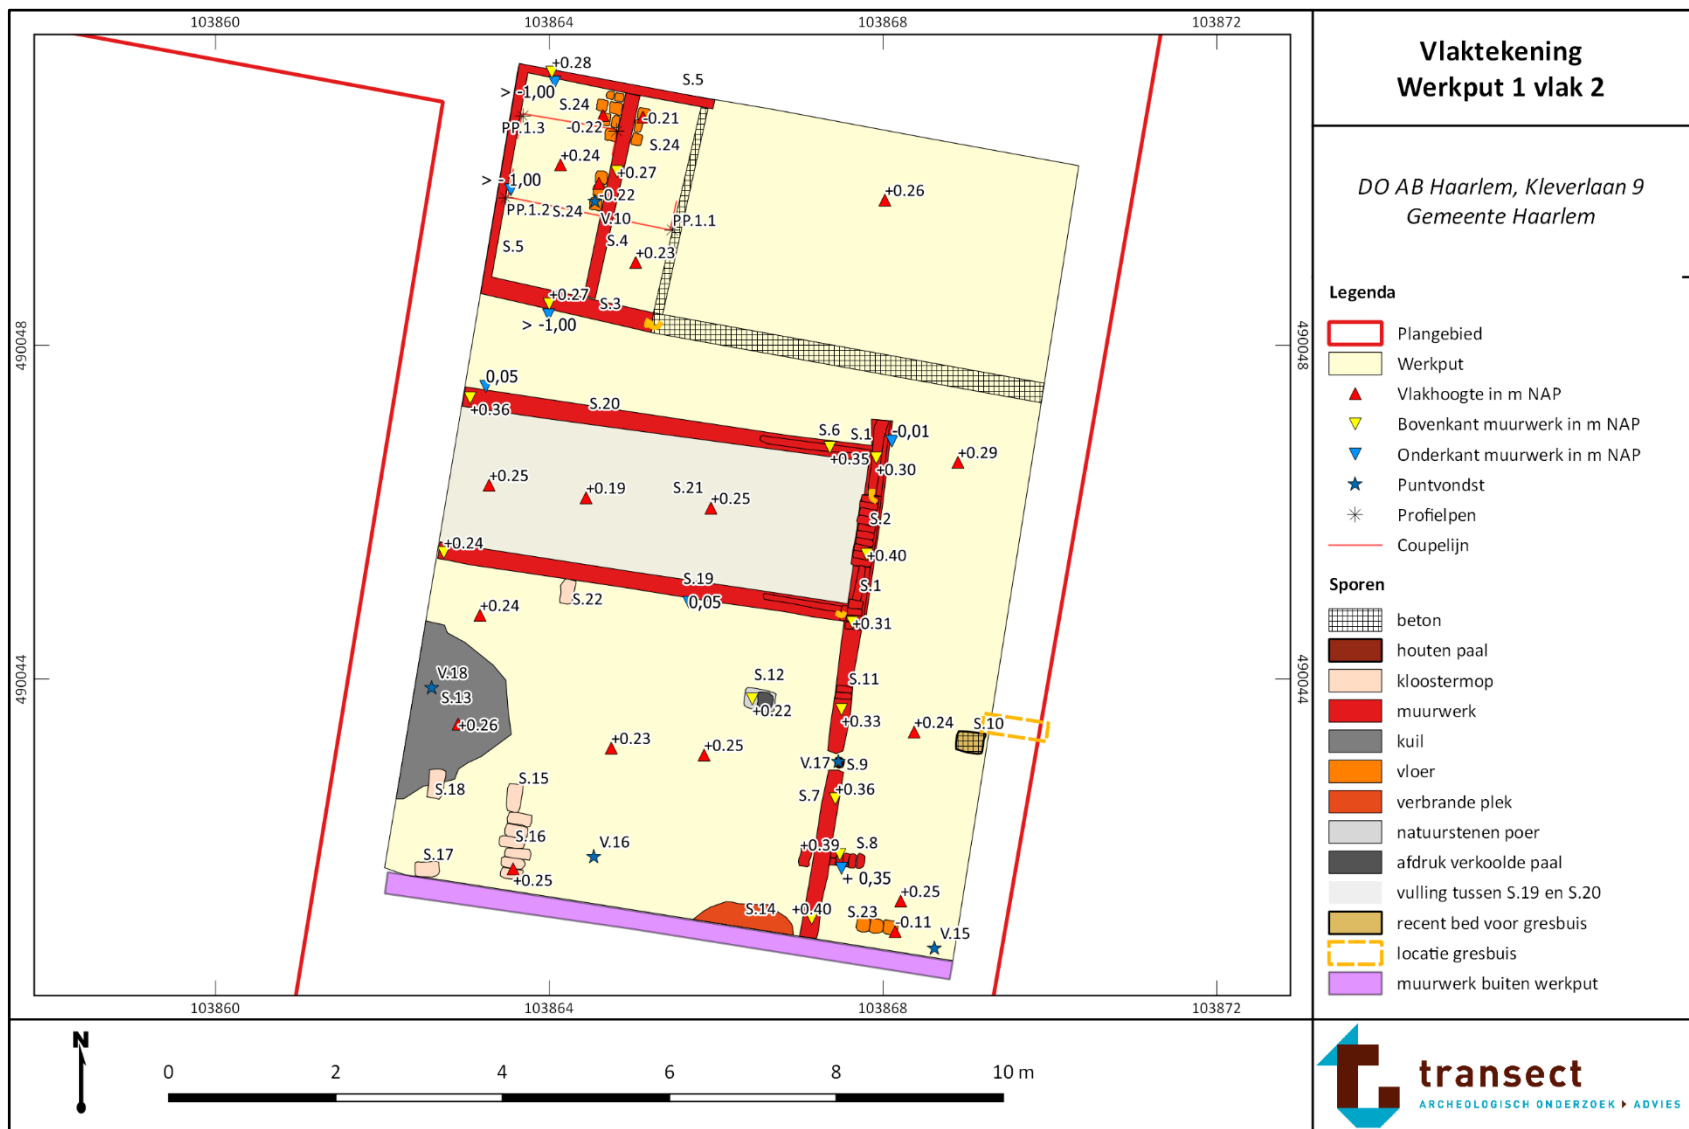 103860
103864
103868
103872
+0.28
S.5
> -1,00
S.24
-0.21
PP.1.3
-0.22
S.24
+0.24
+0.27
> -1,00
-0.22
+0.26
PP.1.2
S.24
V.10
PP.1.1
S.5
S.4
+0.23
+0.27
S.3
> -1,00
490048
490048
0,05
+0.36
S.20
S.6
S.1
-0,01
+0.35
+0.30
+0.29
+0.25
+0.19
S.21
+0.25
S.2
+0.24
+0.40
S.19
S.1
S.22
0,05
+0.24
+0.31
490044
490044
V.18
S.13
S.12
S.11
+0.26
+0.22
+0.33
+0.24
S.10
+0.23
+0.25
V.17
S.9
S.18
S.15
S.7
+0.36
S.16
V.16
+0.39
S.8
S.17
+0.25
+ 0,35
+0.25
S.14
+0.40
S.23
-0.11
V.15
103860
103864
103868
103872
N
0
2
4
6
8
10 m
Vlaktekening
Werkput 1 vlak 2
DO AB Haarlem, Kleverlaan 9
Gemeente Haarlem
Legenda
Plangebied
Werkput
Vlakhoogte in m NAP
Bovenkant muurwerk in m NAP
Onderkant muurwerk in m NAP
Puntvondst
Profielpen
Coupelijn
Sporen
beton
houten paal
kloostermop
muurwerk
kuil
vloer
verbrande plek
natuurstenen poer
afdruk verkoolde paal
vulling tussen S.19 en S.20
recent bed voor gresbuis
locatie gresbuis
muurwerk buiten werkput
transect
ARCHEOLOGISCH ONDERZOEK ▸ ADVIES